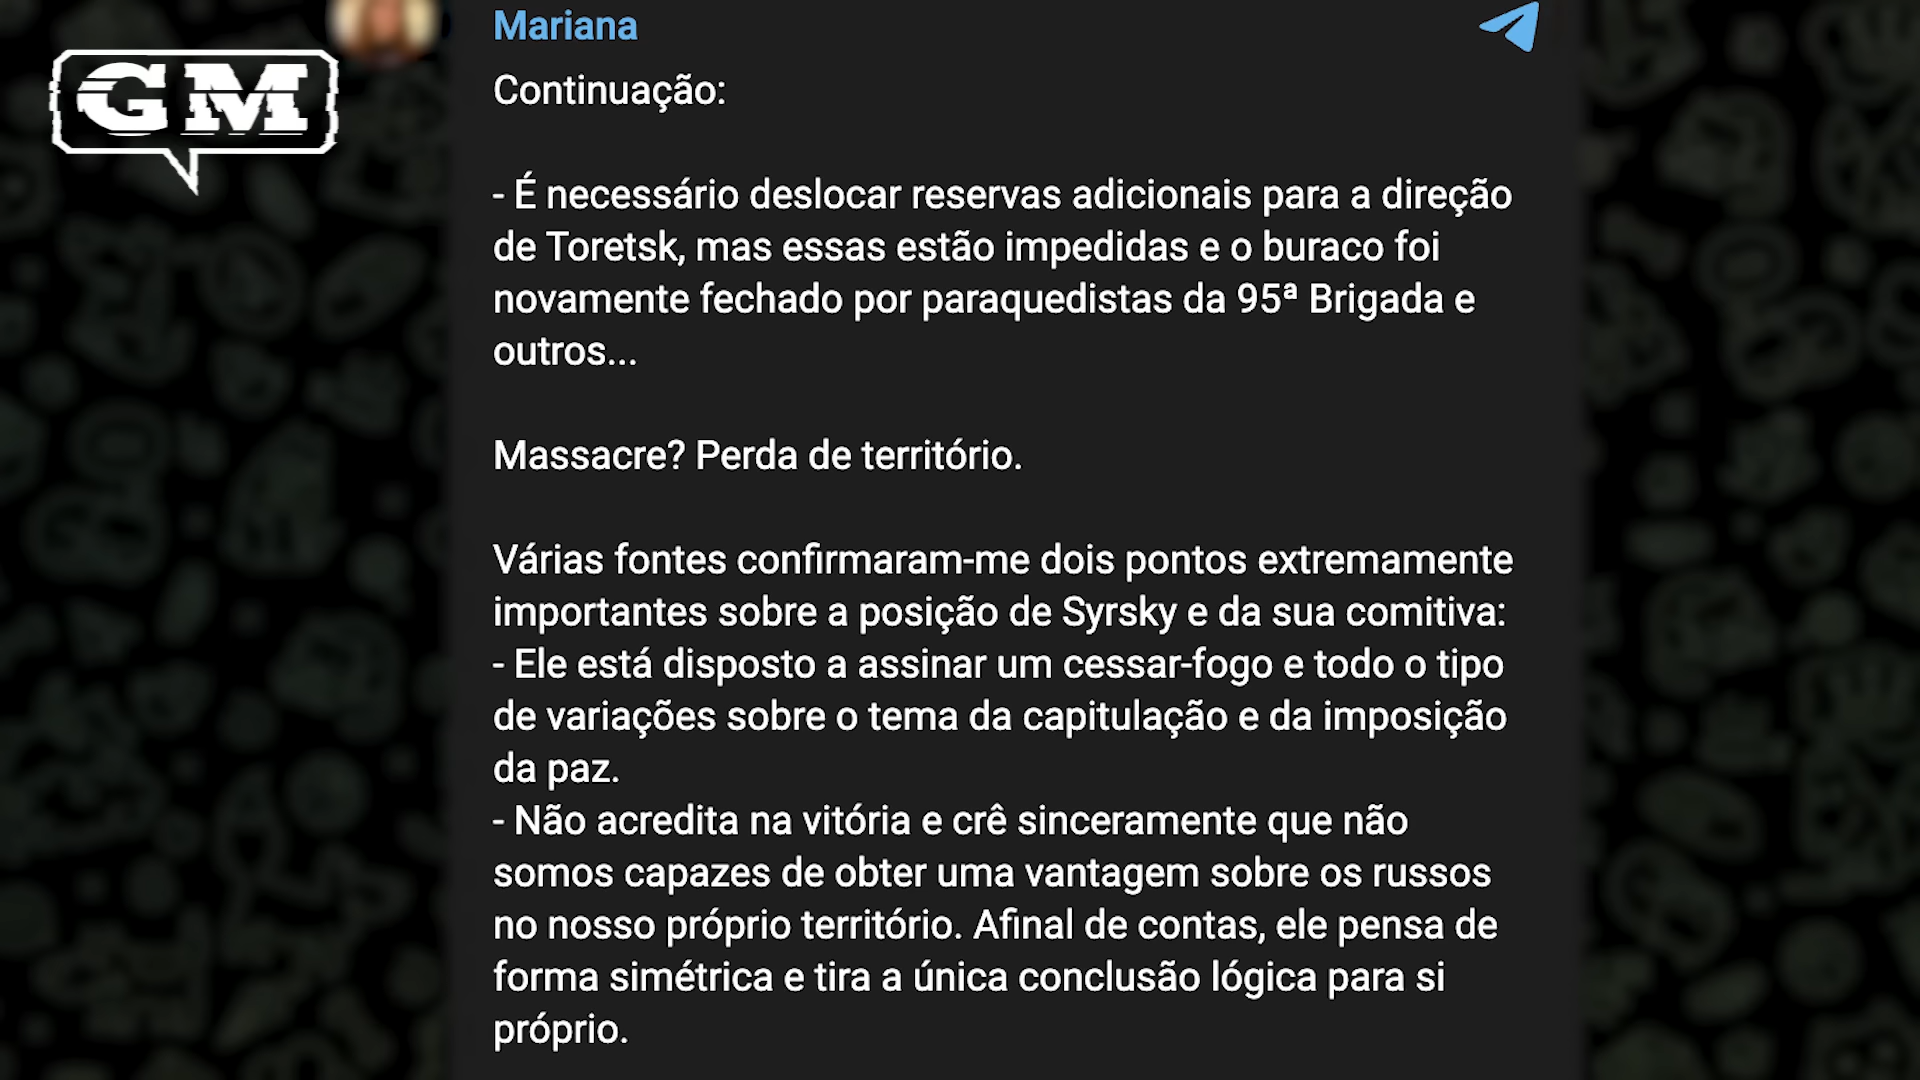 Mariana
GM
Continuação:
- É necessário deslocar reservas adicionais para a direção
de Toretsk, mas essas estão impedidas e o buraco foi
novamente fechado por paraquedistas da 95ª Brigada e
outros...
Massacre? Perda de território.
Várias fontes confirmaram-me dois pontos extremamente
importantes sobre a posição de Syrsky e da sua comitiva:
- Ele está disposto a assinar um cessar-fogo e todo o tipo
de variações sobre o tema da capitulação e da imposição
da paz.
- Não acredita na vitória e crê sinceramente que não
somos capazes de obter uma vantagem sobre os russos
no nosso próprio território. Afinal de contas, ele pensa de
forma simétrica e tira a única conclusão lógica para si
próprio.